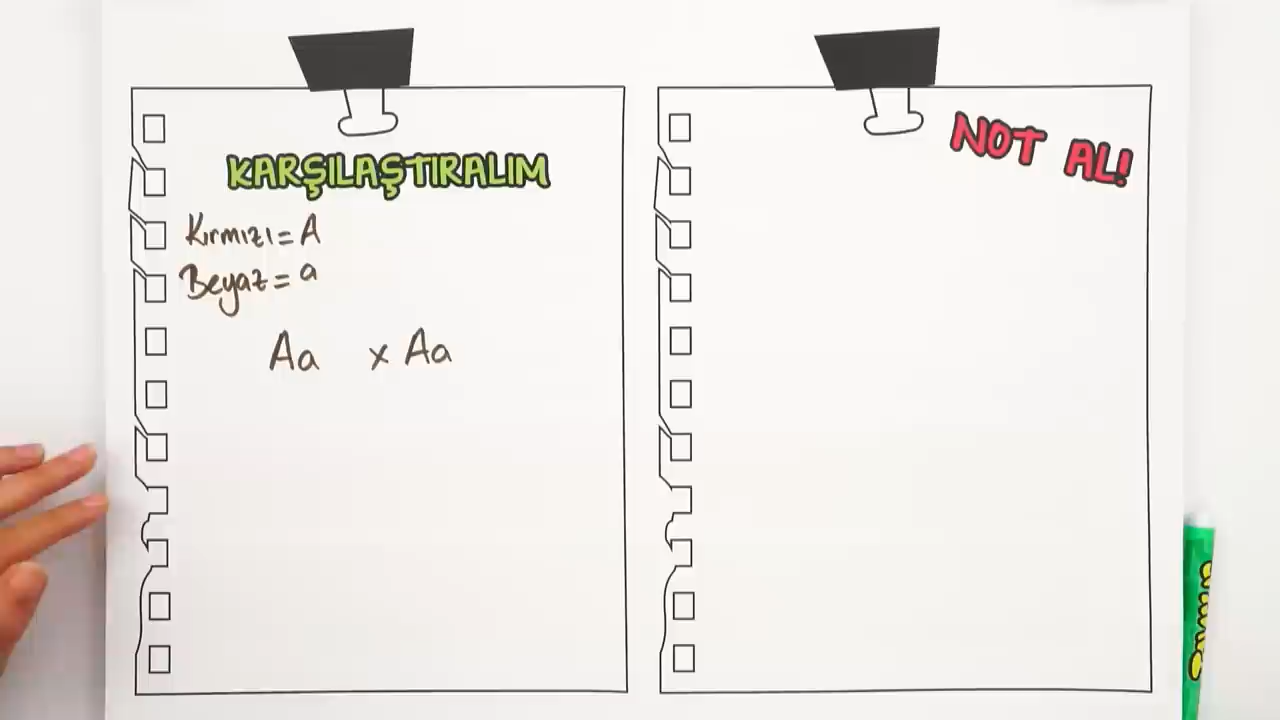 KARŞILAŞTIRALIM
Kırmızı = A
Beyaz = a
Aa x Aa
NOT AL!